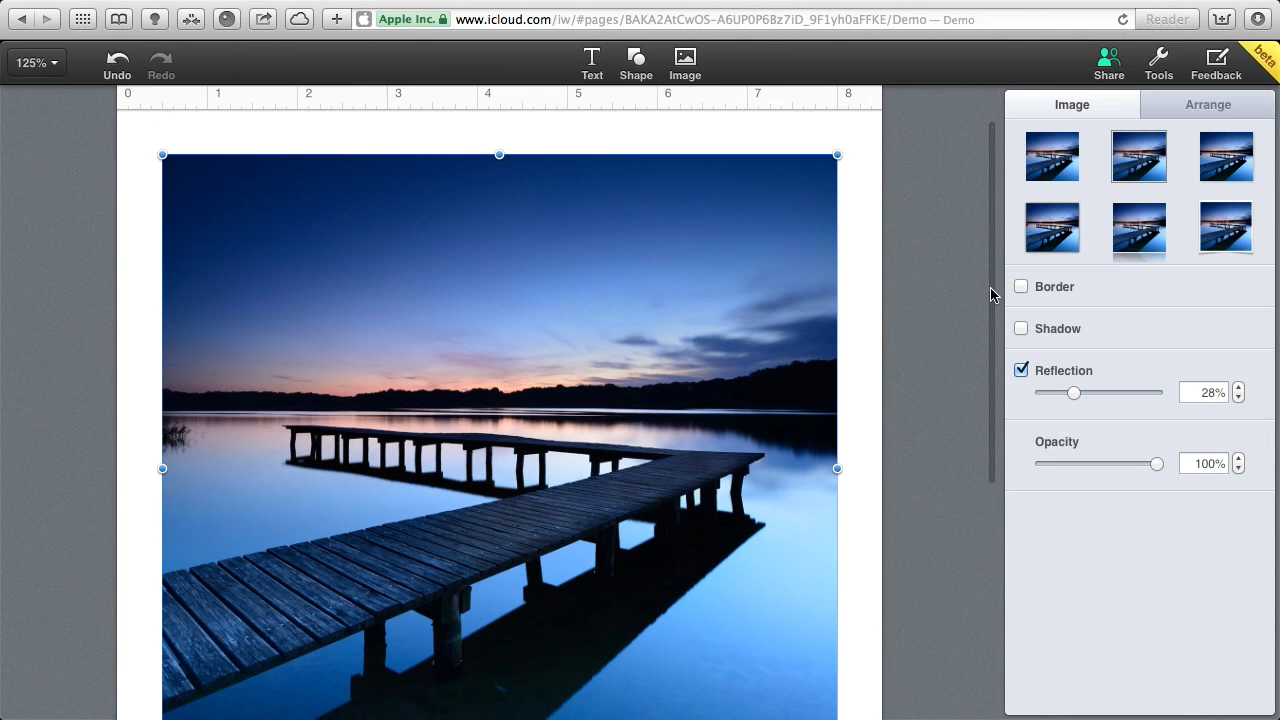 Apple Inc. www.icloud.com/iw/#pages/BAKA2AtCwOS-A6UP0P6Bz7iD_9F1yh0aFFKE/Demo — Demo
Reader
125%
Undo
Redo
Text
Shape
Image
Share
Tools
Feedback
beta
0 1 2 3 4 5 6 7 8
Image
Arrange
Border
Shadow
Reflection
28%
Opacity
100%